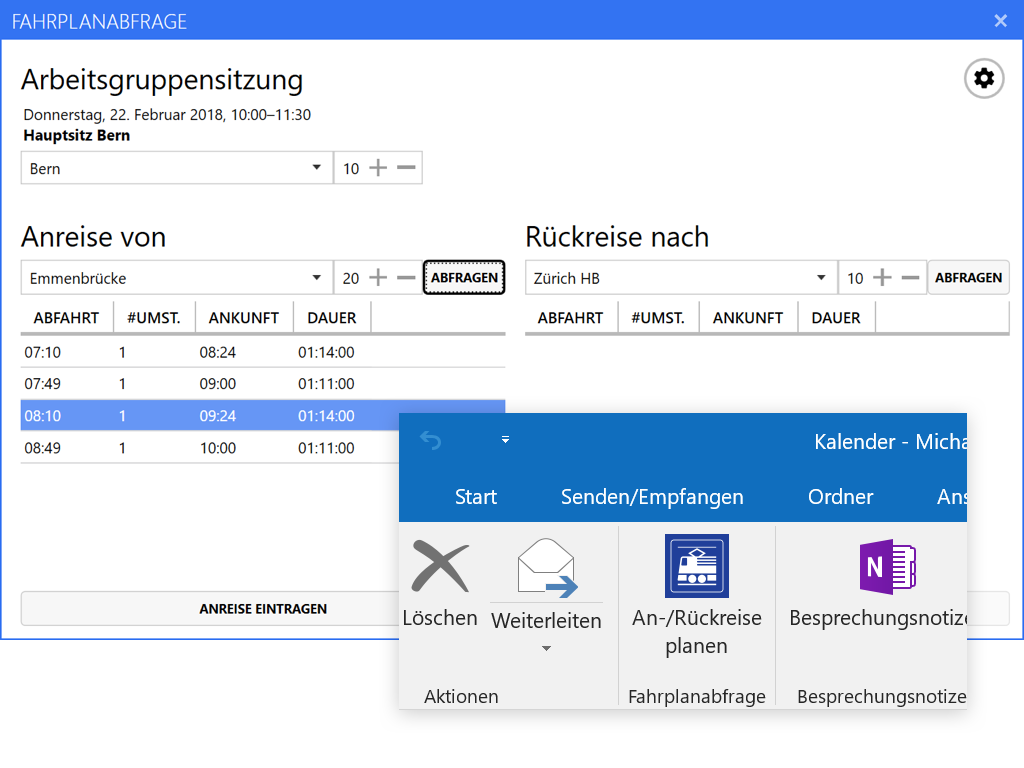 FAHRPLANABFRAGE
Arbeitsgruppensitzung
Donnerstag, 22. Februar 2018, 10:00–11:30
Hauptsitz Bern
Bern 10
Anreise von
Emmenbrücke 20 ABFRAGEN
ABFAHRT #UMST. ANKUNFT DAUER
07:10 1 08:24 01:14:00
07:49 1 09:00 01:11:00
08:10 1 09:24 01:14:00
08:49 1 10:00 01:11:00
ANREISE EINTRAGEN
Rückreise nach
Zürich HB 10 ABFRAGEN
ABFAHRT #UMST. ANKUNFT DAUER
Kalender - Micha
Start Senden/Empfangen Ordner Ans
Löschen Weiterleiten An-/Rückreise planen Besprechungsnotize
Aktionen Fahrplanabfrage Besprechungsnotize